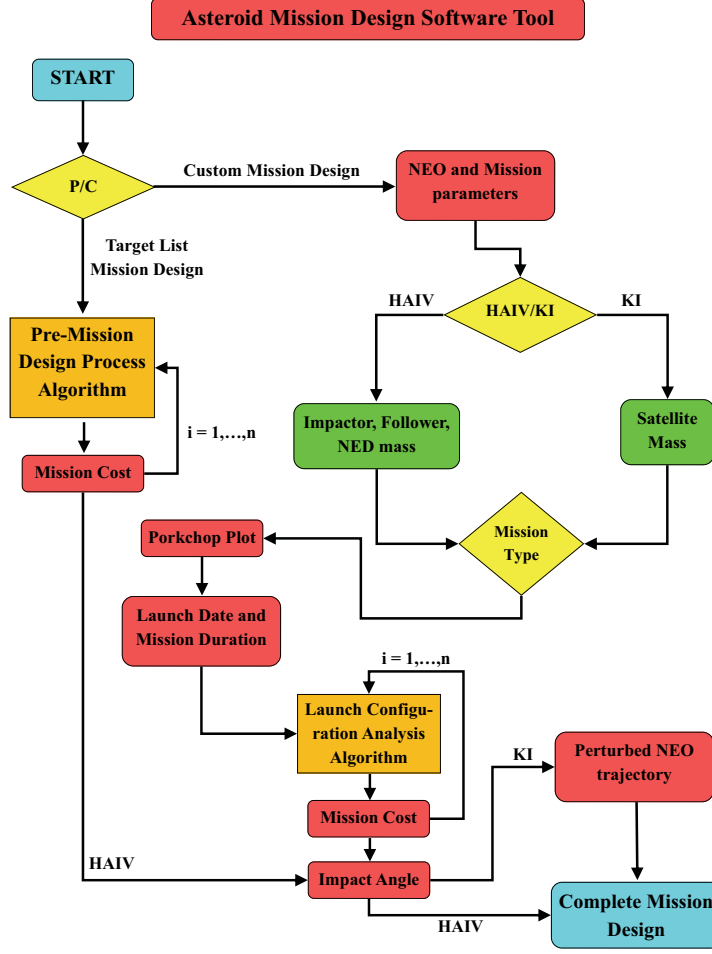 Asteroid Mission Design Software Tool
START
P/C
Custom Mission Design
NEO and Mission
parameters
Target List
Mission Design
HAIV
HAIV/KI
KI
Pre-Mission
Design Process
Algorithm
i = 1,…,n
Mission Cost
Impactor, Follower,
NED mass
Satellite
Mass
Mission
Type
Porkchop Plot
Launch Date and
Mission Duration
i = 1,…,n
Launch Configu-
ration Analysis
Algorithm
KI
Perturbed NEO
trajectory
Mission Cost
HAIV
Impact Angle
HAIV
Complete Mission
Design